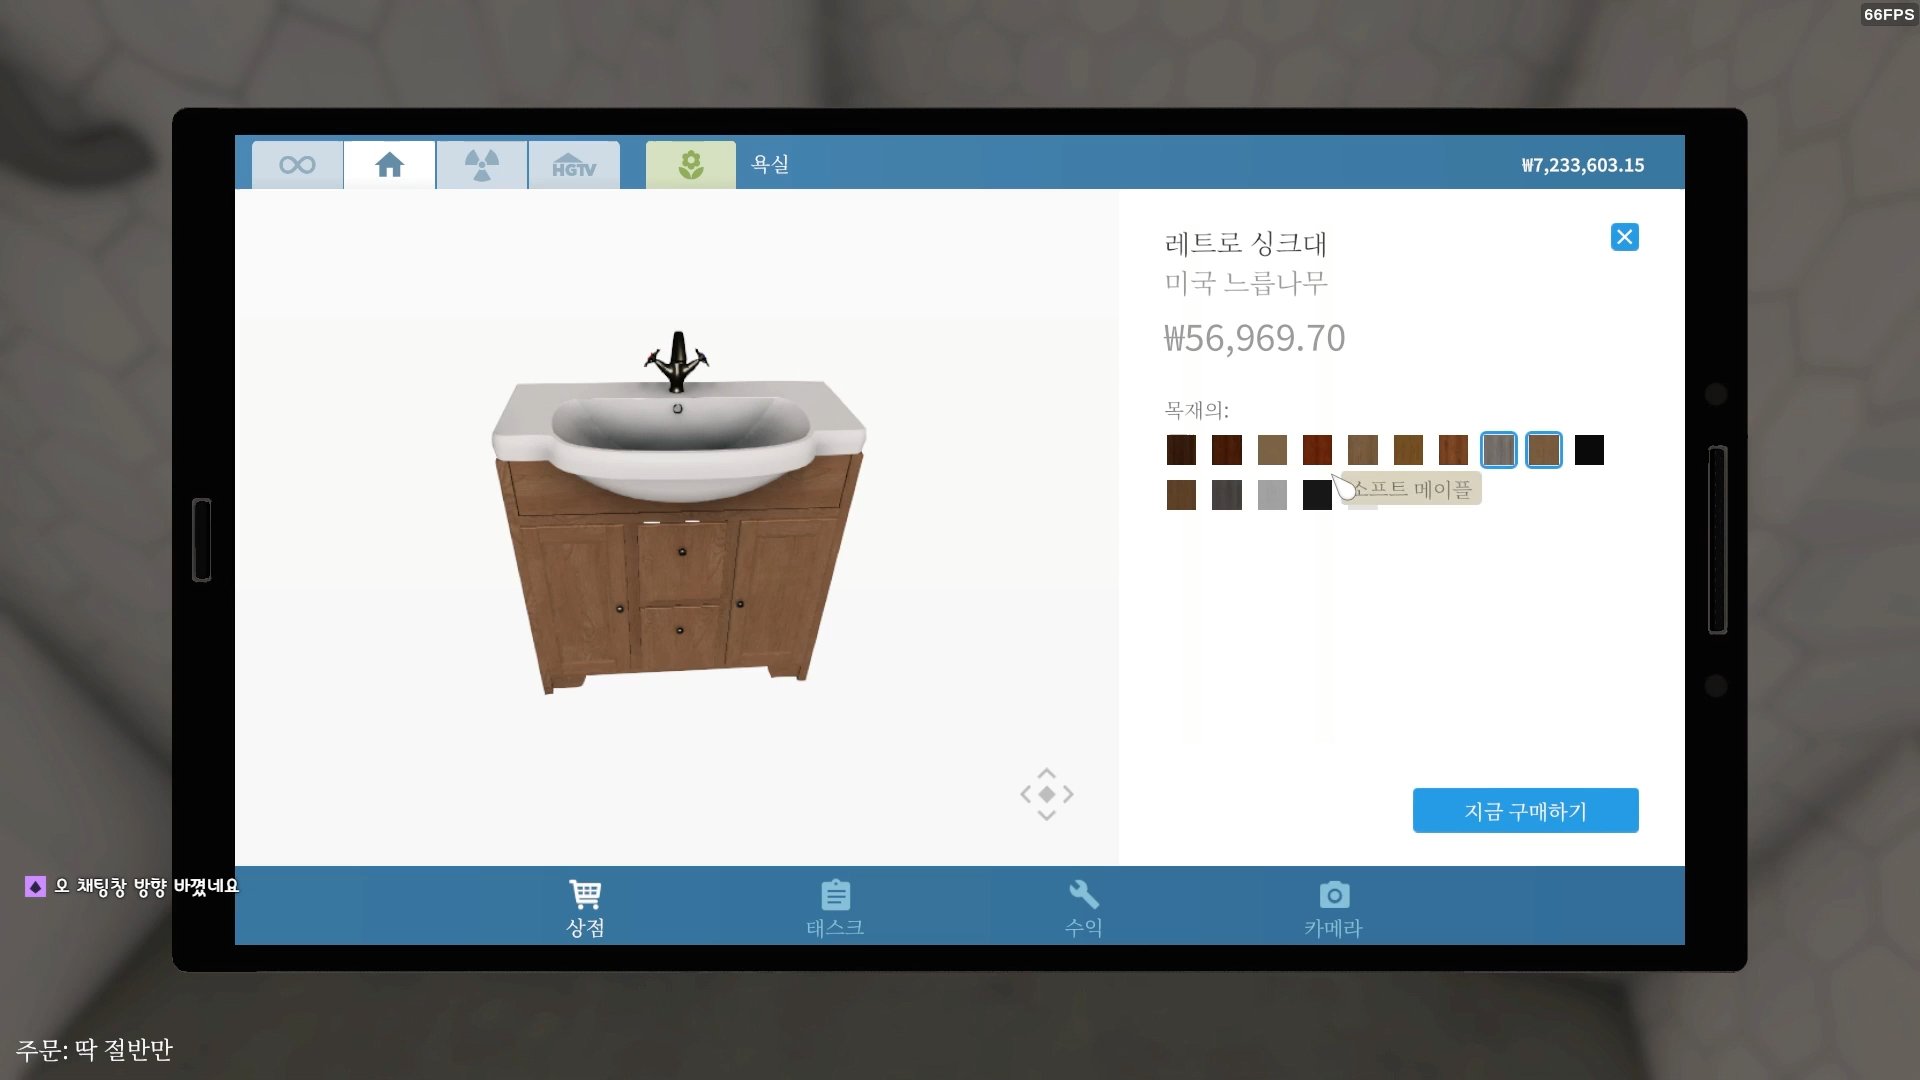 66FPS
HGTV
욕실
₩7,233,603.15
레트로 싱크대
미국 느릅나무
₩56,969.70
목재의:
소프트 메이플
지금 구매하기
오 채팅창 방향 바꼈네요
상점
태스크
수익
카메라
주문: 딱 절반만